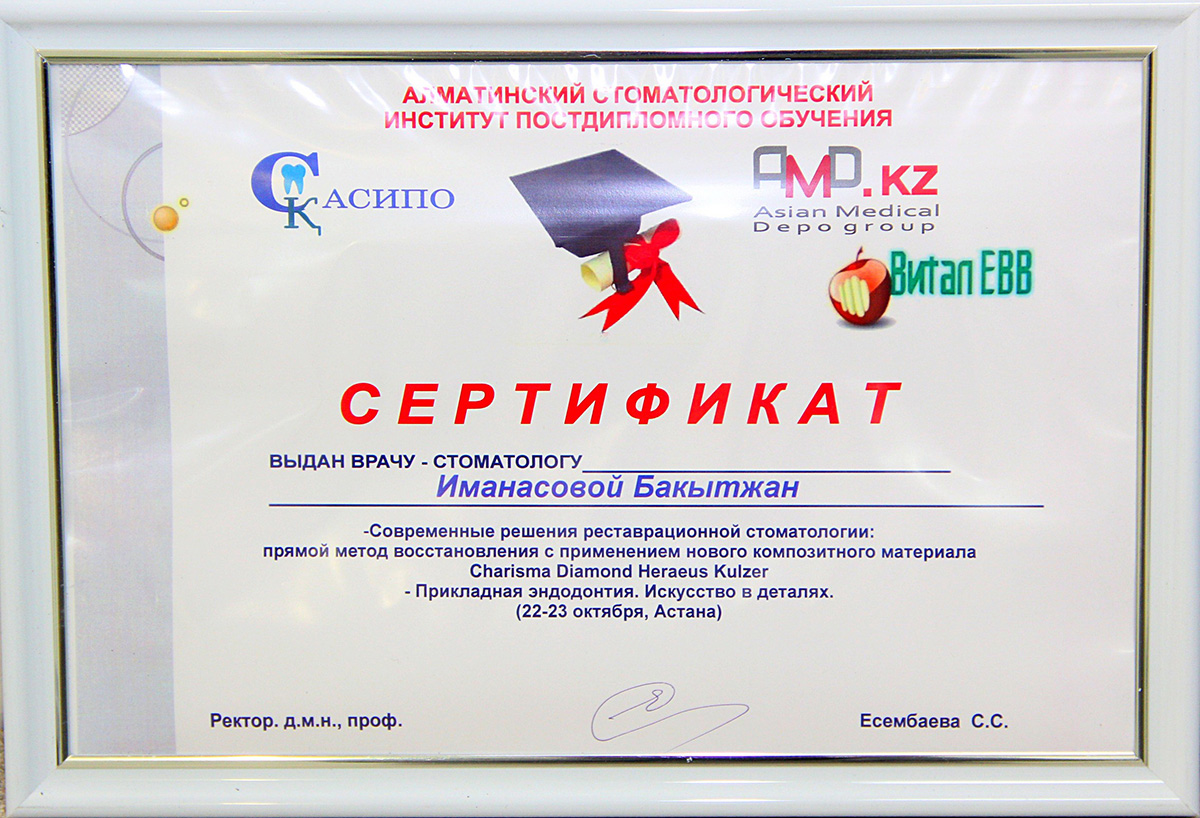 АЛМАТИНСКИЙ СТОМАТОЛОГИЧЕСКИЙ
ИНСТИТУТ ПОСТДИПЛОМНОГО ОБУЧЕНИЯ
СҚ АСИПО
AMD.KZ
Asian Medical
Depo group
Витал ЕВВ
СЕРТИФИКАТ
ВЫДАН ВРАЧУ - СТОМАТОЛОГУ
Иманасовой Бакытжан
-Современные решения реставрационной стоматологии:
прямой метод восстановления с применением нового композитного материала
Charisma Diamond Heraeus Kulzer
- Прикладная эндодонтия. Искусство в деталях.
(22-23 октября, Астана)
Ректор. д.м.н., проф.
Есембаева С.С.